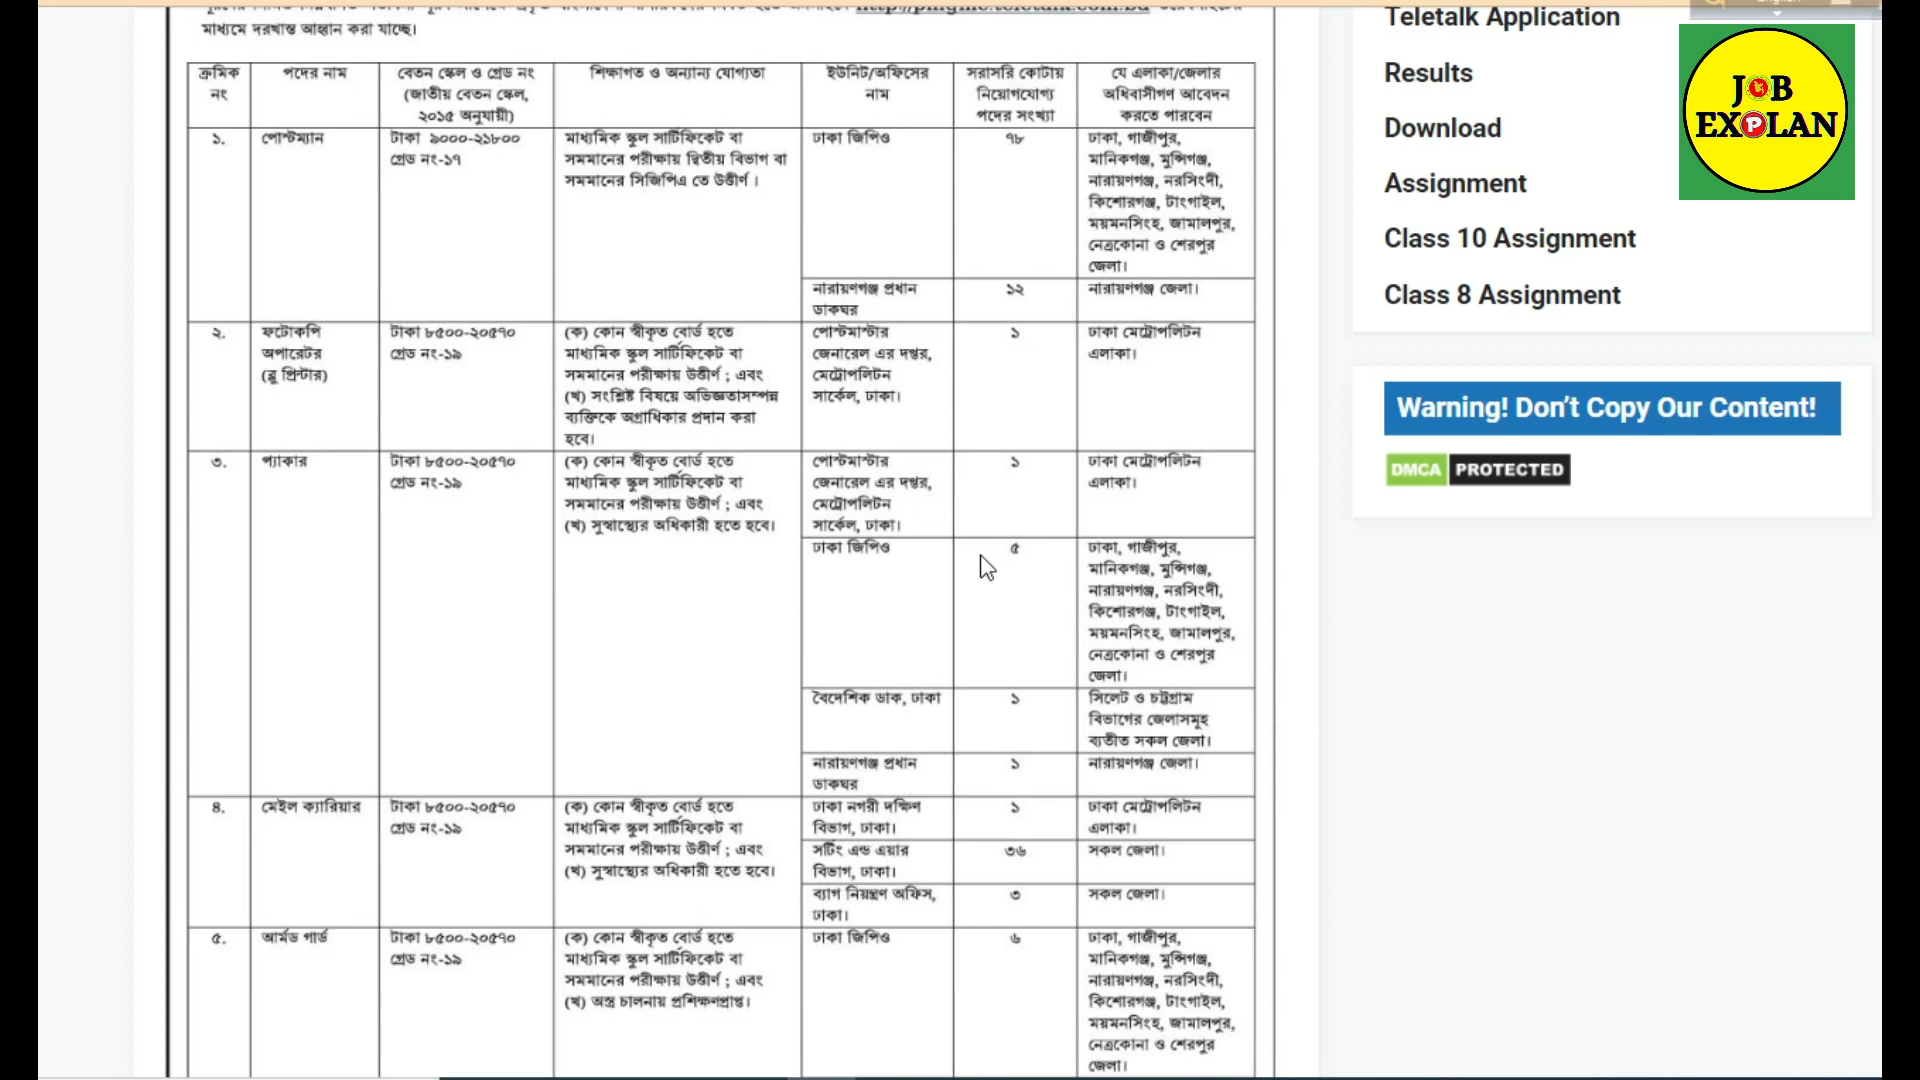 http://pmgmc.teletalk.com.bd
মাধ্যমে দরখাস্ত আহ্বান করা যাচ্ছে।
ক্রমিক নং
পদের নাম
বেতন স্কেল ও গ্রেড নং
(জাতীয় বেতন স্কেল,
২০১৫ অনুযায়ী)
শিক্ষাগত ও অন্যান্য যোগ্যতা
ইউনিট/অফিসের
নাম
সরাসরি কোটায়
নিয়োগযোগ্য
পদের সংখ্যা
যে এলাকা/জেলার
অধিবাসীগণ আবেদন
করতে পারবেন
১.
পোস্টম্যান
টাকা ৯০০০-২১৮০০
গ্রেড নং-১৭
মাধ্যমিক স্কুল সার্টিফিকেট বা
সমমানের পরীক্ষায় দ্বিতীয় বিভাগ বা
সমমানের সিজিপিএ তে উত্তীর্ণ ।
ঢাকা জিপিও
৭৮
ঢাকা, গাজীপুর,
মানিকগঞ্জ, মুন্সিগঞ্জ,
নারায়ণগঞ্জ, নরসিংদী,
কিশোরগঞ্জ, টাংগাইল,
ময়মনসিংহ, জামালপুর,
নেত্রকোনা ও শেরপুর
জেলা।
নারায়ণগঞ্জ প্রধান
ডাকঘর
১২
নারায়ণগঞ্জ জেলা।
২.
ফটোকপি
অপারেটর
(ব্লু প্রিন্টার)
টাকা ৮৫০০-২০৫৭০
গ্রেড নং-১৯
(ক) কোন স্বীকৃত বোর্ড হতে
মাধ্যমিক স্কুল সার্টিফিকেট বা
সমমানের পরীক্ষায় উত্তীর্ণ ; এবং
(খ) সংশ্লিষ্ট বিষয়ে অভিজ্ঞতাসম্পন্ন
ব্যক্তিকে অগ্রাধিকার প্রদান করা
হবে।
পোস্টমাস্টার
জেনারেল এর দপ্তর,
মেট্রোপলিটন
সার্কেল, ঢাকা।
১
ঢাকা মেট্রোপলিটন
এলাকা।
৩.
প্যাকার
টাকা ৮৫০০-২০৫৭০
গ্রেড নং-১৯
(ক) কোন স্বীকৃত বোর্ড হতে
মাধ্যমিক স্কুল সার্টিফিকেট বা
সমমানের পরীক্ষায় উত্তীর্ণ ; এবং
(খ) সুস্বাস্থ্যের অধিকারী হতে হবে।
পোস্টমাস্টার
জেনারেল এর দপ্তর,
মেট্রোপলিটন
সার্কেল, ঢাকা।
১
ঢাকা মেট্রোপলিটন
এলাকা।
ঢাকা জিপিও
৫
ঢাকা, গাজীপুর,
মানিকগঞ্জ, মুন্সিগঞ্জ,
নারায়ণগঞ্জ, নরসিংদী,
কিশোরগঞ্জ, টাংগাইল,
ময়মনসিংহ, জামালপুর,
নেত্রকোনা ও শেরপুর
জেলা।
বৈদেশিক ডাক, ঢাকা
১
সিলেট ও চট্টগ্রাম
বিভাগের জেলাসমূহ
ব্যতীত সকল জেলা।
নারায়ণগঞ্জ প্রধান
ডাকঘর
১
নারায়ণগঞ্জ জেলা।
৪.
মেইল ক্যারিয়ার
টাকা ৮৫০০-২০৫৭০
গ্রেড নং-১৯
(ক) কোন স্বীকৃত বোর্ড হতে
মাধ্যমিক স্কুল সার্টিফিকেট বা
সমমানের পরীক্ষায় উত্তীর্ণ ; এবং
(খ) সুস্বাস্থ্যের অধিকারী হতে হবে।
ঢাকা নগরী দক্ষিণ
বিভাগ, ঢাকা।
১
ঢাকা মেট্রোপলিটন
এলাকা।
সর্টিং এন্ড এয়ার
বিভাগ, ঢাকা।
৩৬
সকল জেলা।
ব্যাগ নিয়ন্ত্রণ অফিস,
ঢাকা।
৩
সকল জেলা।
৫.
আর্মড গার্ড
টাকা ৮৫০০-২০৫৭০
গ্রেড নং-১৯
(ক) কোন স্বীকৃত বোর্ড হতে
মাধ্যমিক স্কুল সার্টিফিকেট বা
সমমানের পরীক্ষায় উত্তীর্ণ ; এবং
(খ) অস্ত্র চালনায় প্রশিক্ষণপ্রাপ্ত।
ঢাকা জিপিও
৬
ঢাকা, গাজীপুর,
মানিকগঞ্জ, মুন্সিগঞ্জ,
নারায়ণগঞ্জ, নরসিংদী,
কিশোরগঞ্জ, টাংগাইল,
ময়মনসিংহ, জামালপুর,
নেত্রকোনা ও শেরপুর
জেলা।
Teletalk Application
Results
Download
Assignment
Class 10 Assignment
Class 8 Assignment
Warning! Don't Copy Our Content!
DMCA PROTECTED
JOB
EXPLAN